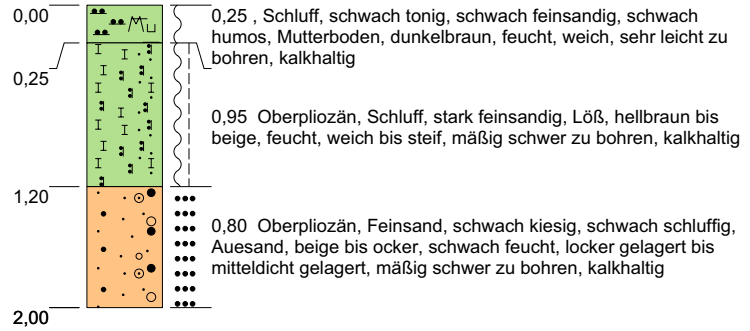 0,00
0,25 , Schluff, schwach tonig, schwach feinsandig, schwach
humos, Mutterboden, dunkelbraun, feucht, weich, sehr leicht zu
bohren, kalkhaltig
Mu
0,25
0,95 Oberpliozän, Schluff, stark feinsandig, Löß, hellbraun bis
beige, feucht, weich bis steif, mäßig schwer zu bohren, kalkhaltig
1,20
0,80 Oberpliozän, Feinsand, schwach kiesig, schwach schluffig,
Auesand, beige bis ocker, schwach feucht, locker gelagert bis
mitteldicht gelagert, mäßig schwer zu bohren, kalkhaltig
2,00